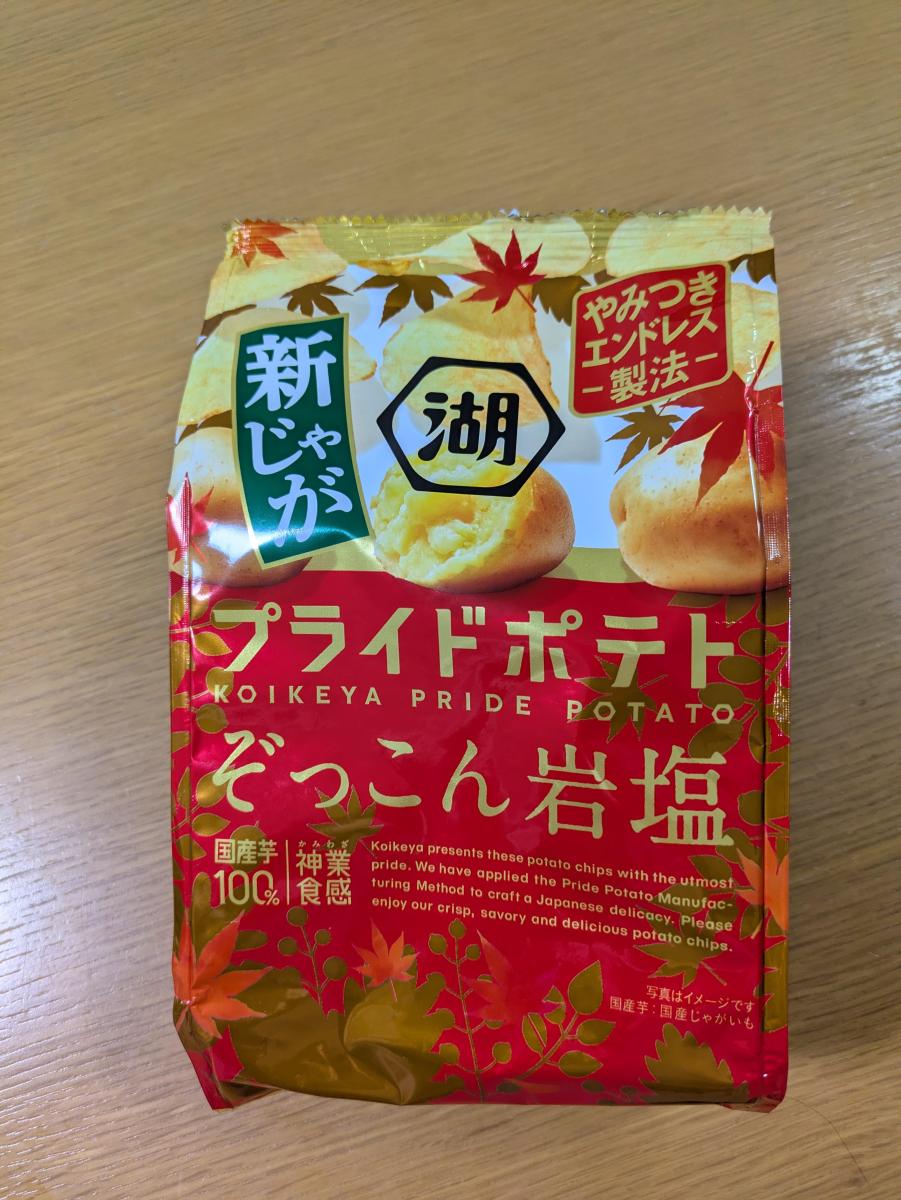 新じゃが
湖
やみつき
エンドレス
－製法－
プライドポテト
KOIKEYA PRIDE POTATO
ぞっこん岩塩
国産芋
100%
かみわざ
神業
食感
Koikeya presents these potato chips with the utmost
pride. We have applied the Pride Potato Manufac-
turing Method to craft a Japanese delicacy. Please
enjoy our crisp, savory and delicious potato chips.
写真はイメージです
国産芋：国産じゃがいも